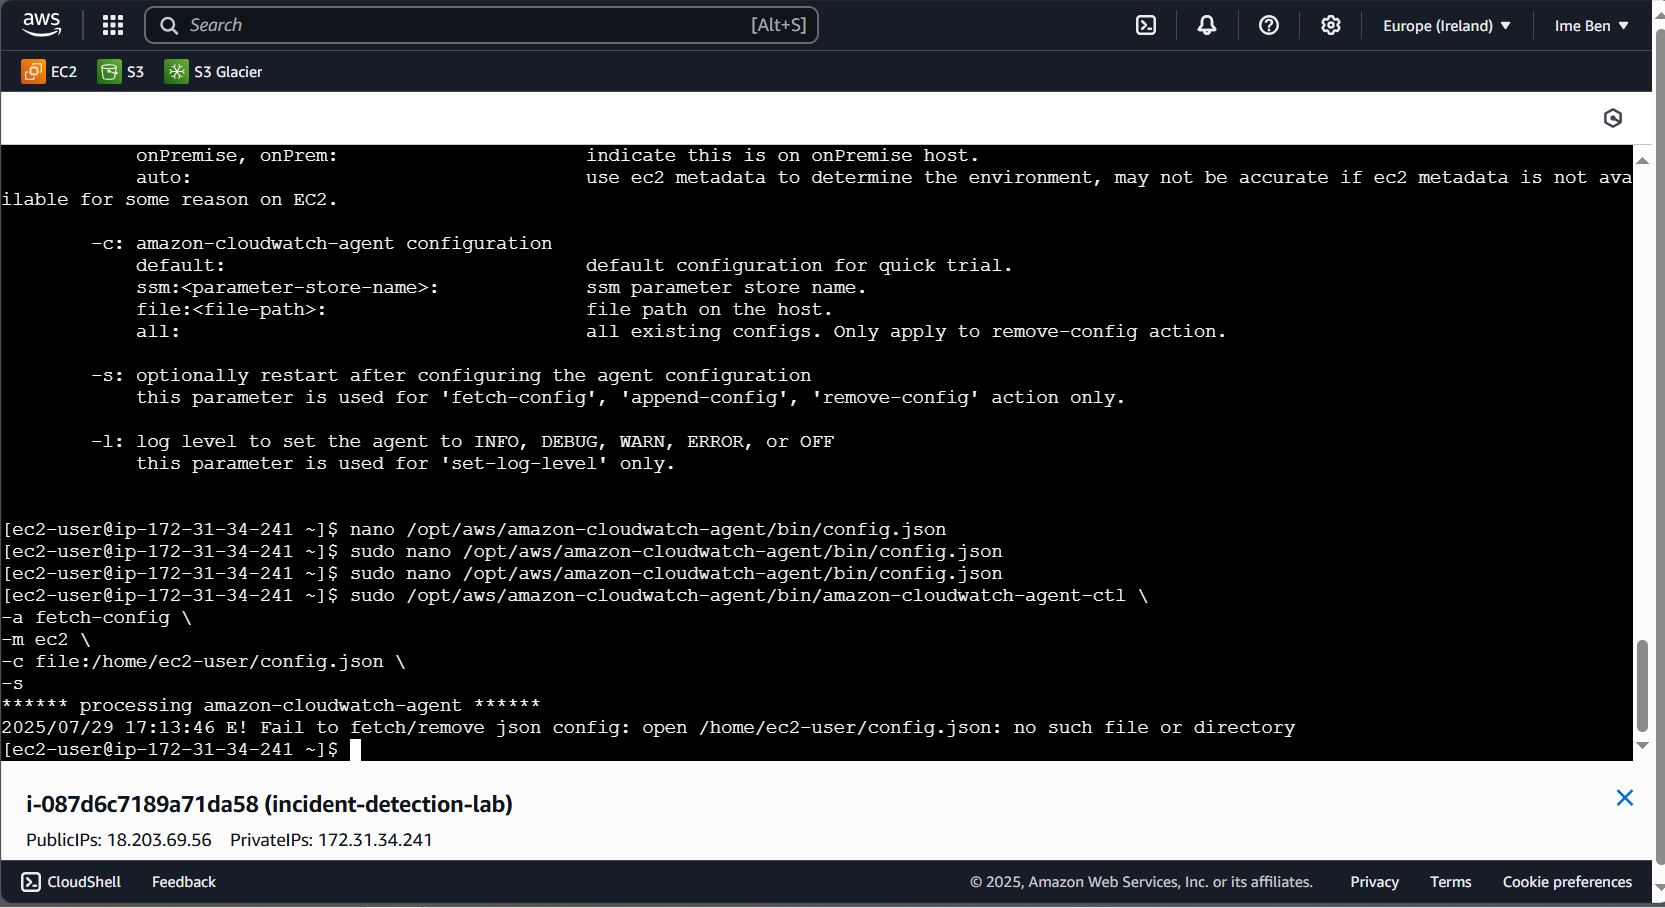 aws
Search [Alt+S]
Europe (Ireland)
Ime Ben
EC2 S3 S3 Glacier
onPremise, onPrem: indicate this is on onPremise host.
auto: use ec2 metadata to determine the environment, may not be accurate if ec2 metadata is not ava
ilable for some reason on EC2.
-c: amazon-cloudwatch-agent configuration
default: default configuration for quick trial.
ssm:<parameter-store-name>: ssm parameter store name.
file:<file-path>: file path on the host.
all: all existing configs. Only apply to remove-config action.
-s: optionally restart after configuring the agent configuration
this parameter is used for 'fetch-config', 'append-config', 'remove-config' action only.
-l: log level to set the agent to INFO, DEBUG, WARN, ERROR, or OFF
this parameter is used for 'set-log-level' only.
[ec2-user@ip-172-31-34-241 ~]$ nano /opt/aws/amazon-cloudwatch-agent/bin/config.json
[ec2-user@ip-172-31-34-241 ~]$ sudo nano /opt/aws/amazon-cloudwatch-agent/bin/config.json
[ec2-user@ip-172-31-34-241 ~]$ sudo nano /opt/aws/amazon-cloudwatch-agent/bin/config.json
[ec2-user@ip-172-31-34-241 ~]$ sudo /opt/aws/amazon-cloudwatch-agent/bin/amazon-cloudwatch-agent-ctl \
-a fetch-config \
-m ec2 \
-c file:/home/ec2-user/config.json \
-s
****** processing amazon-cloudwatch-agent ******
2025/07/29 17:13:46 E! Fail to fetch/remove json config: open /home/ec2-user/config.json: no such file or directory
[ec2-user@ip-172-31-34-241 ~]$
i-087d6c7189a71da58 (incident-detection-lab)
PublicIPs: 18.203.69.56 PrivateIPs: 172.31.34.241
CloudShell Feedback © 2025, Amazon Web Services, Inc. or its affiliates. Privacy Terms Cookie preferences